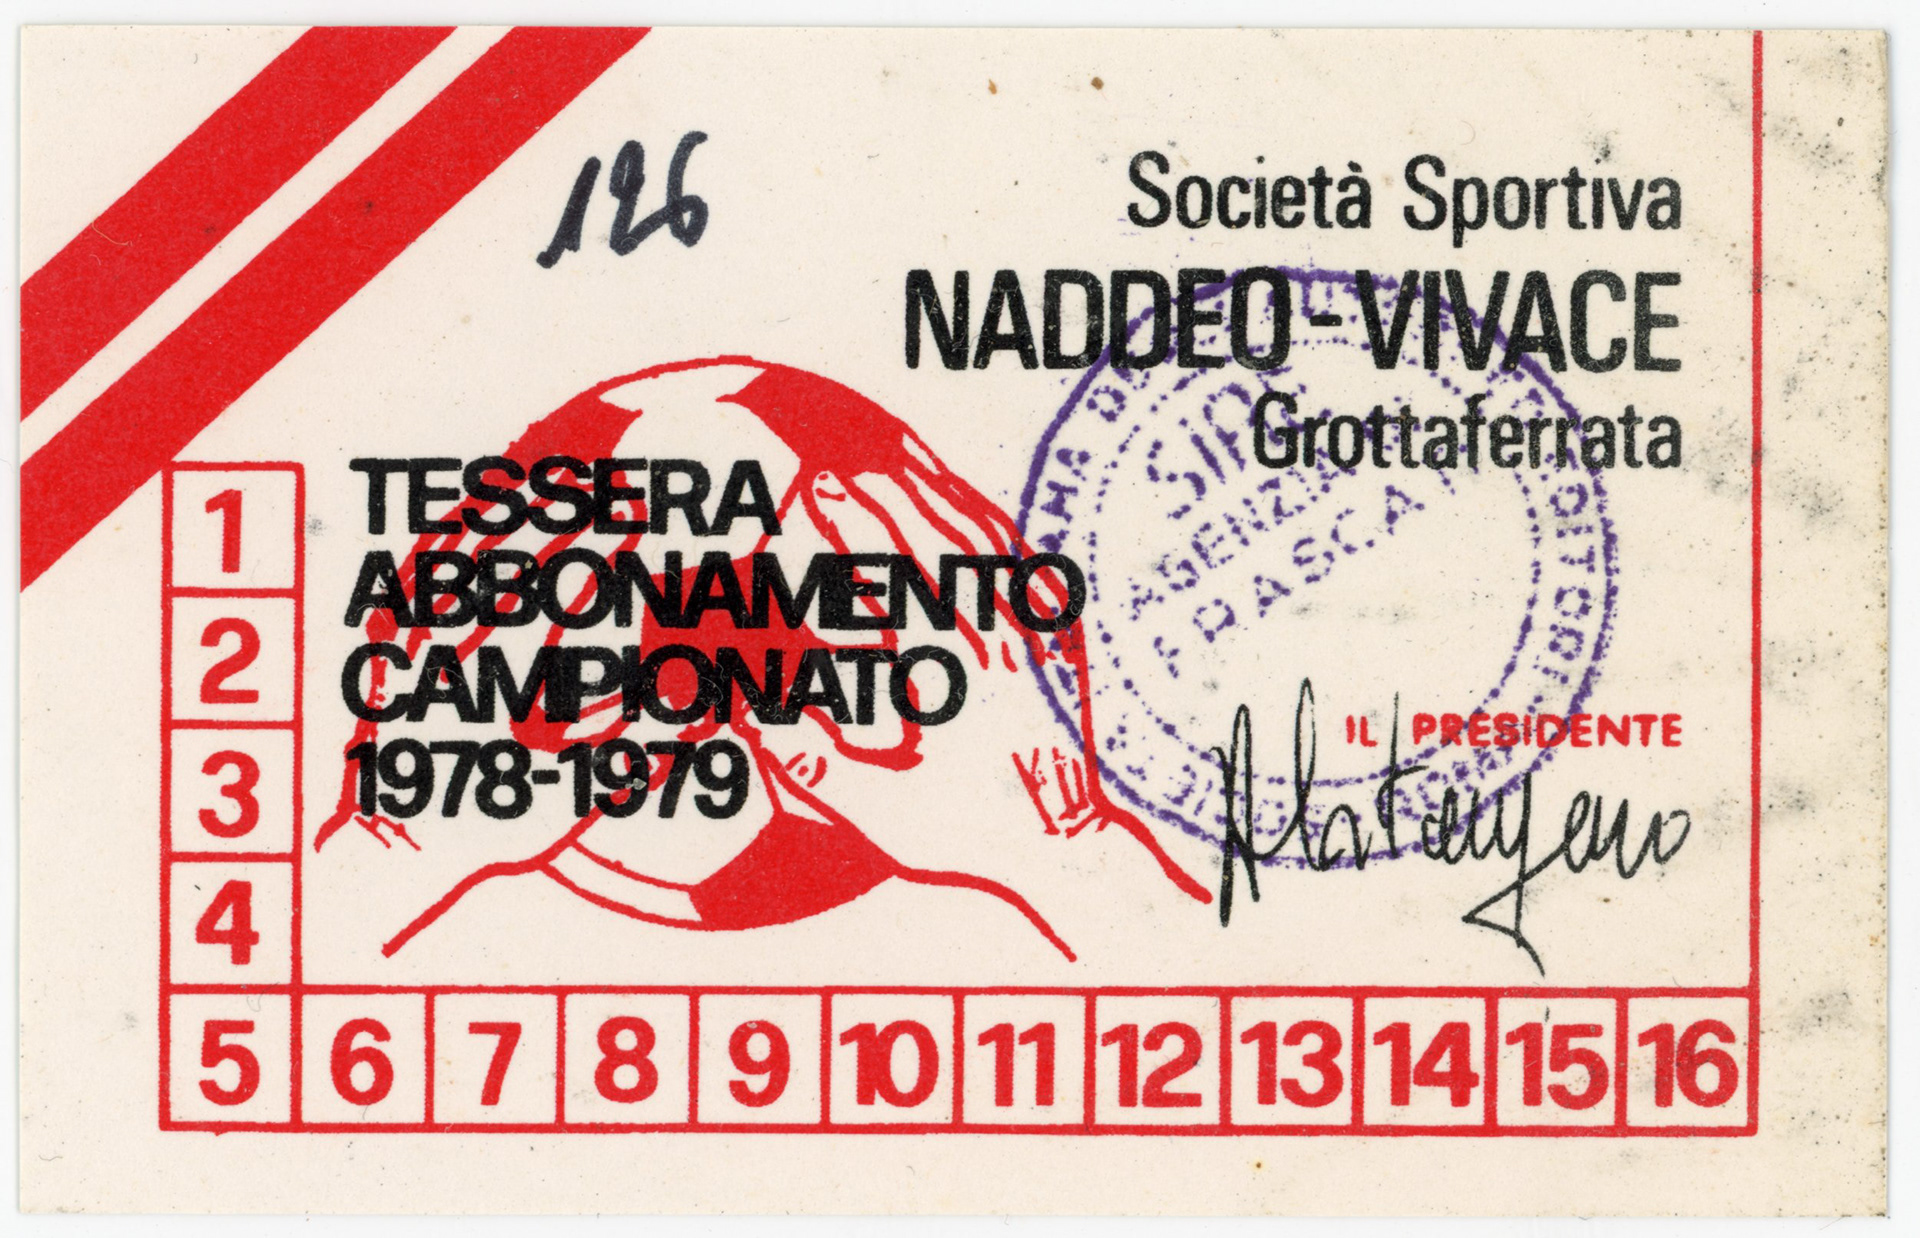 126
Società Sportiva
NADDEO-VIVACE
Grottaferrata
TESSERA
ABBONAMENTO
CAMPIONATO
1978-1979
AGENZIA
IL PRESIDENTE
1
2
3
4
5 6 7 8 9 10 11 12 13 14 15 16